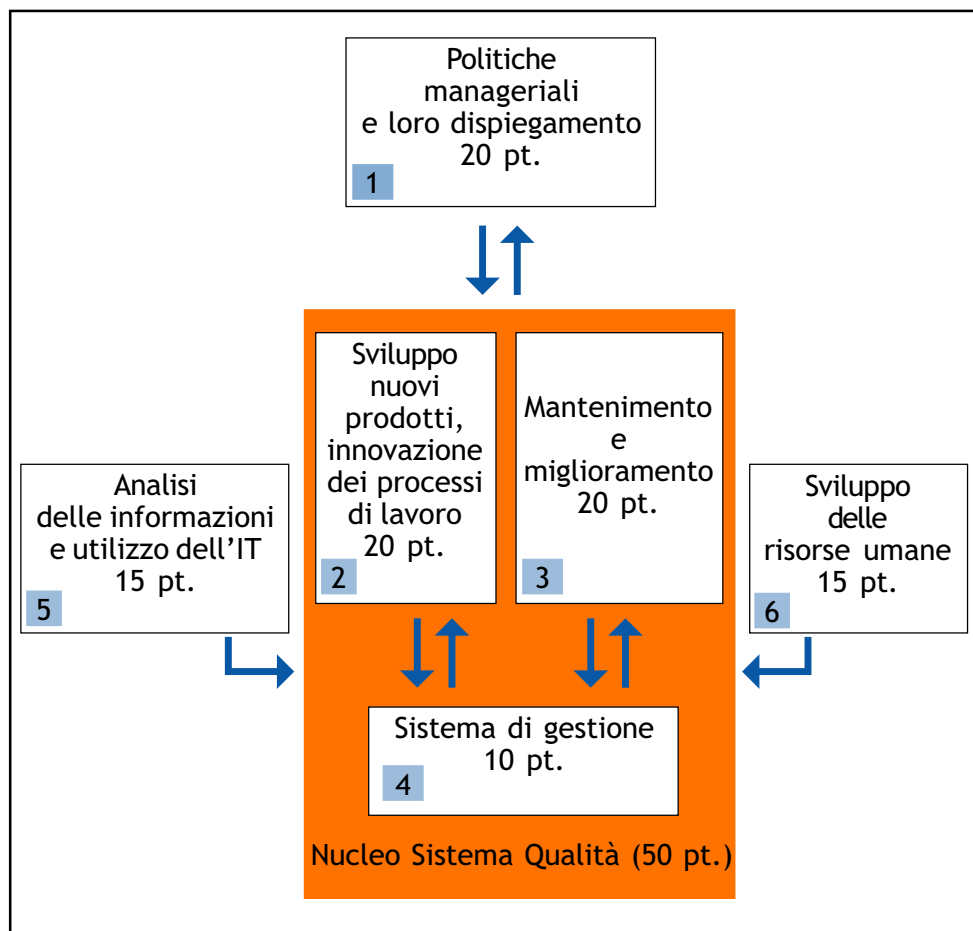 Politiche
manageriali
e loro dispiegamento
20 pt.
1
Sviluppo
nuovi
prodotti,
innovazione
dei processi
di lavoro
20 pt.
2
Mantenimento
e
miglioramento
20 pt.
3
Analisi
delle informazioni
e utilizzo dell’IT
15 pt.
5
Sviluppo
delle
risorse umane
15 pt.
6
Sistema di gestione
10 pt.
4
Nucleo Sistema Qualità (50 pt.)